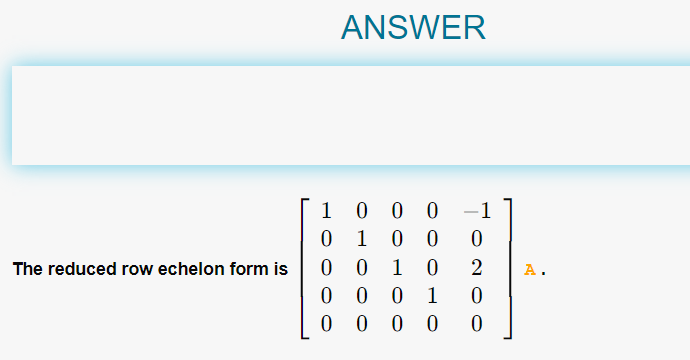 ANSWER
1 0 0 0 −1
0 1 0 0 0
The reduced row echelon form is 0 0 1 0 2 A .
0 0 0 1 0
0 0 0 0 0